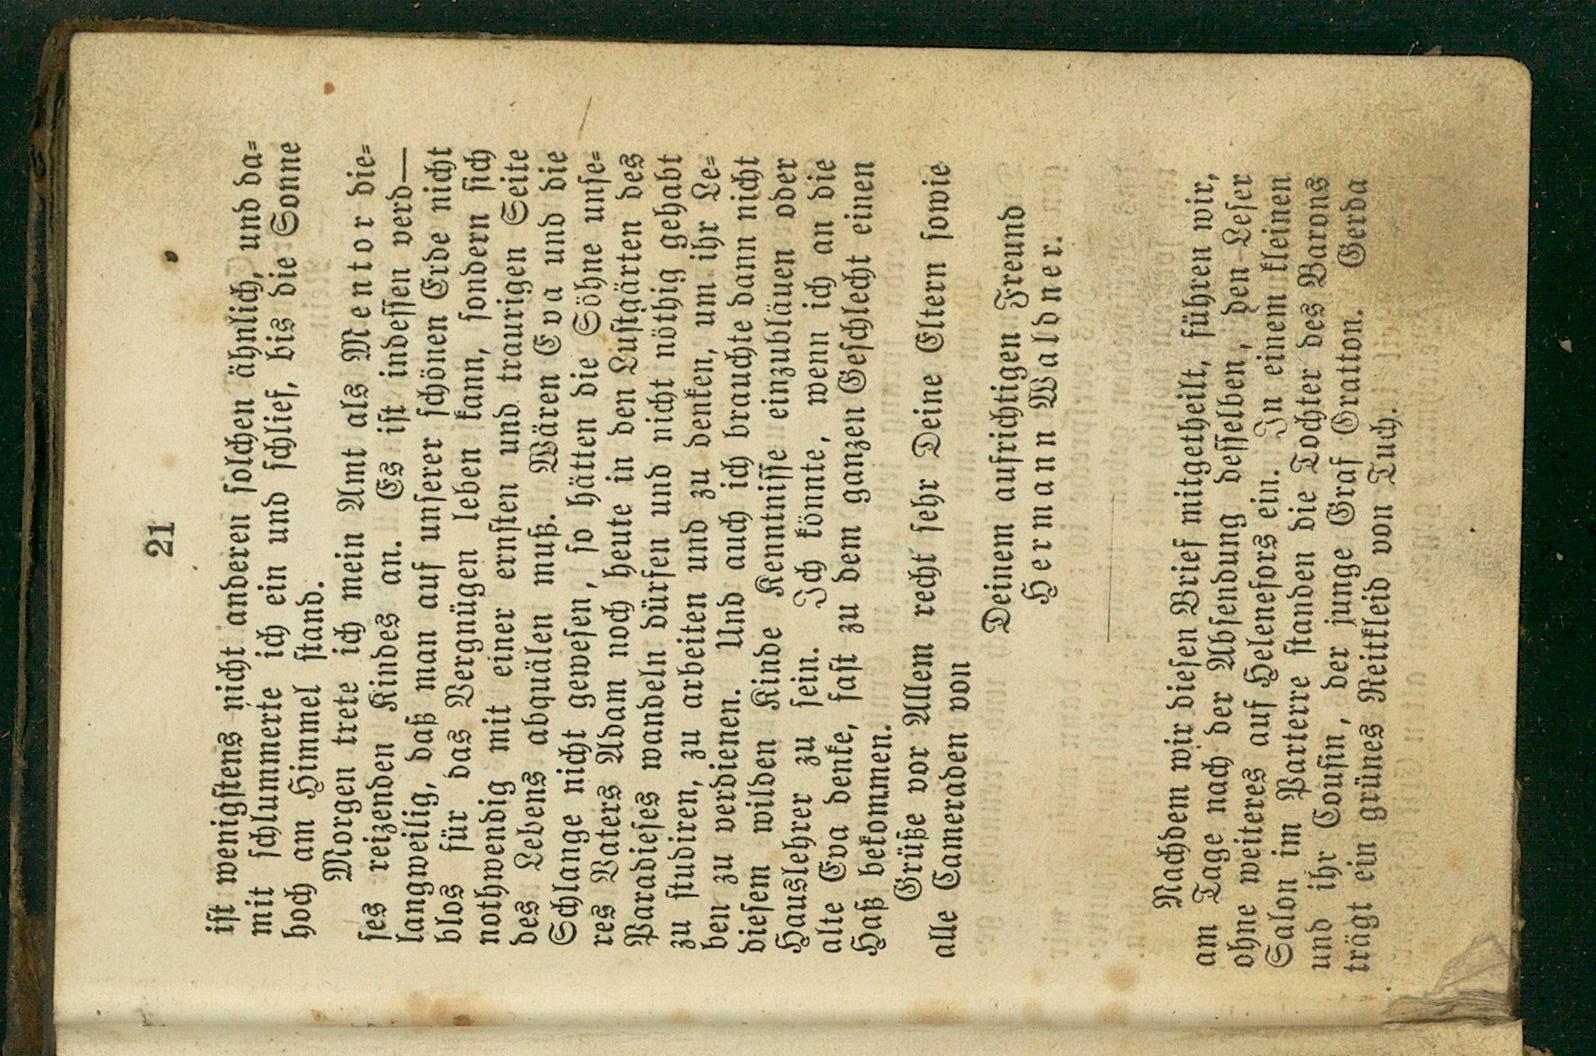 21
ist wenigstens nicht anderen solchen ähnlich, und da-
mit schlummerte ich ein und schlief, bis die Sonne
hoch am Himmel stand.
Morgen trete ich mein Amt als Mentor die-
ses reizenden Kindes an. Es ist indessen verd—
langweilig, daß man auf unserer schönen Erde nicht
blos für das Vergnügen leben kann, sondern sich
nothwendig mit einer ernsten und traurigen Seite
des Lebens abquälen muß. Wären Eva und die
Schlange nicht gewesen, so hätten die Söhne unse-
res Vaters Adam noch heute in den Lustgärten des
Paradieses wandeln dürfen und nicht nöthig gehabt
zu studiren, zu arbeiten und zu denken, um ihr Le-
ben zu verdienen. Und auch ich brauchte dann nicht
diesem wilden Kinde Kenntnisse einzubläuen oder
Hauslehrer zu sein. Ich könnte, wenn ich an die
alte Eva denke, fast zu dem ganzen Geschlecht einen
Haß bekommen.
Grüße vor Allem recht sehr Deine Eltern sowie
alle Cameraden von
Deinem aufrichtigen Freund
Hermann Waldner.
Nachdem wir diesen Brief mitgetheilt, führen wir,
am Tage nach der Absendung desselben, den Leser
ohne weiteres auf Helenefors ein. In einem kleinen
Salon im Parterre standen die Tochter des Barons
und ihr Cousin, der junge Graf Gratton. Gerda
trägt ein grünes Reitkleid von Tuch.